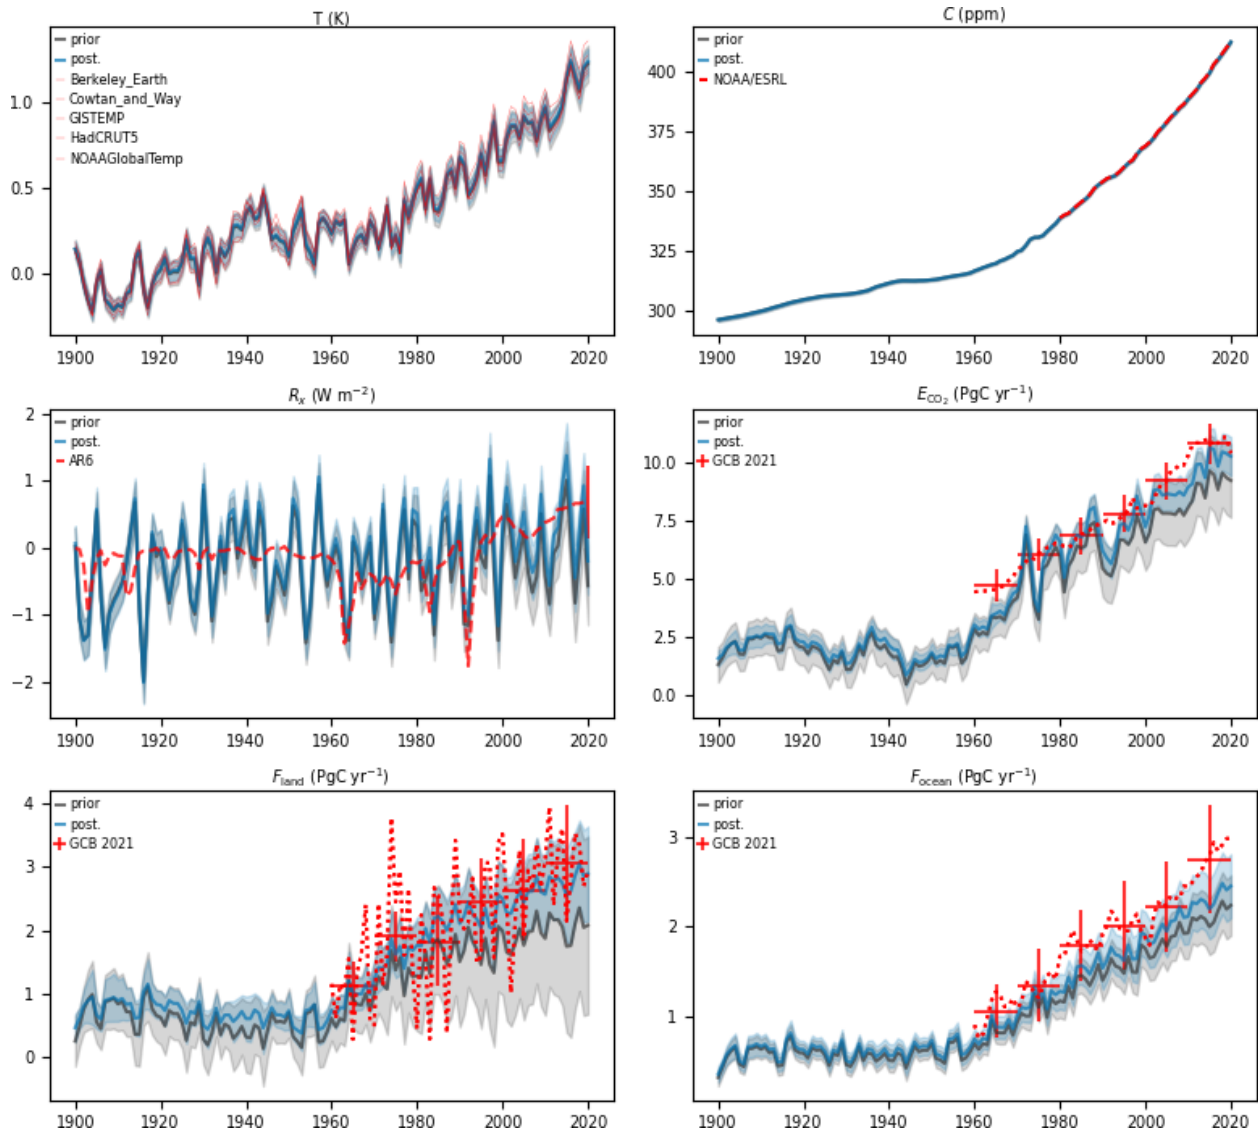 T (K)
prior
post.
Berkeley_Earth
Cowtan_and_Way
GISTEMP
HadCRUT5
NOAAGlobalTemp
1.0
0.5
0.0
1900 1920 1940 1960 1980 2000 2020
C (ppm)
prior
post.
NOAA/ESRL
400
375
350
325
300
1900 1920 1940 1960 1980 2000 2020
Rₓ (W m⁻²)
prior
post.
AR6
2
1
0
−1
−2
1900 1920 1940 1960 1980 2000 2020
E_CO₂ (PgC yr⁻¹)
prior
post.
GCB 2021
10.0
7.5
5.0
2.5
0.0
1900 1920 1940 1960 1980 2000 2020
F_land (PgC yr⁻¹)
prior
post.
GCB 2021
4
3
2
1
0
1900 1920 1940 1960 1980 2000 2020
F_ocean (PgC yr⁻¹)
prior
post.
GCB 2021
3
2
1
1900 1920 1940 1960 1980 2000 2020